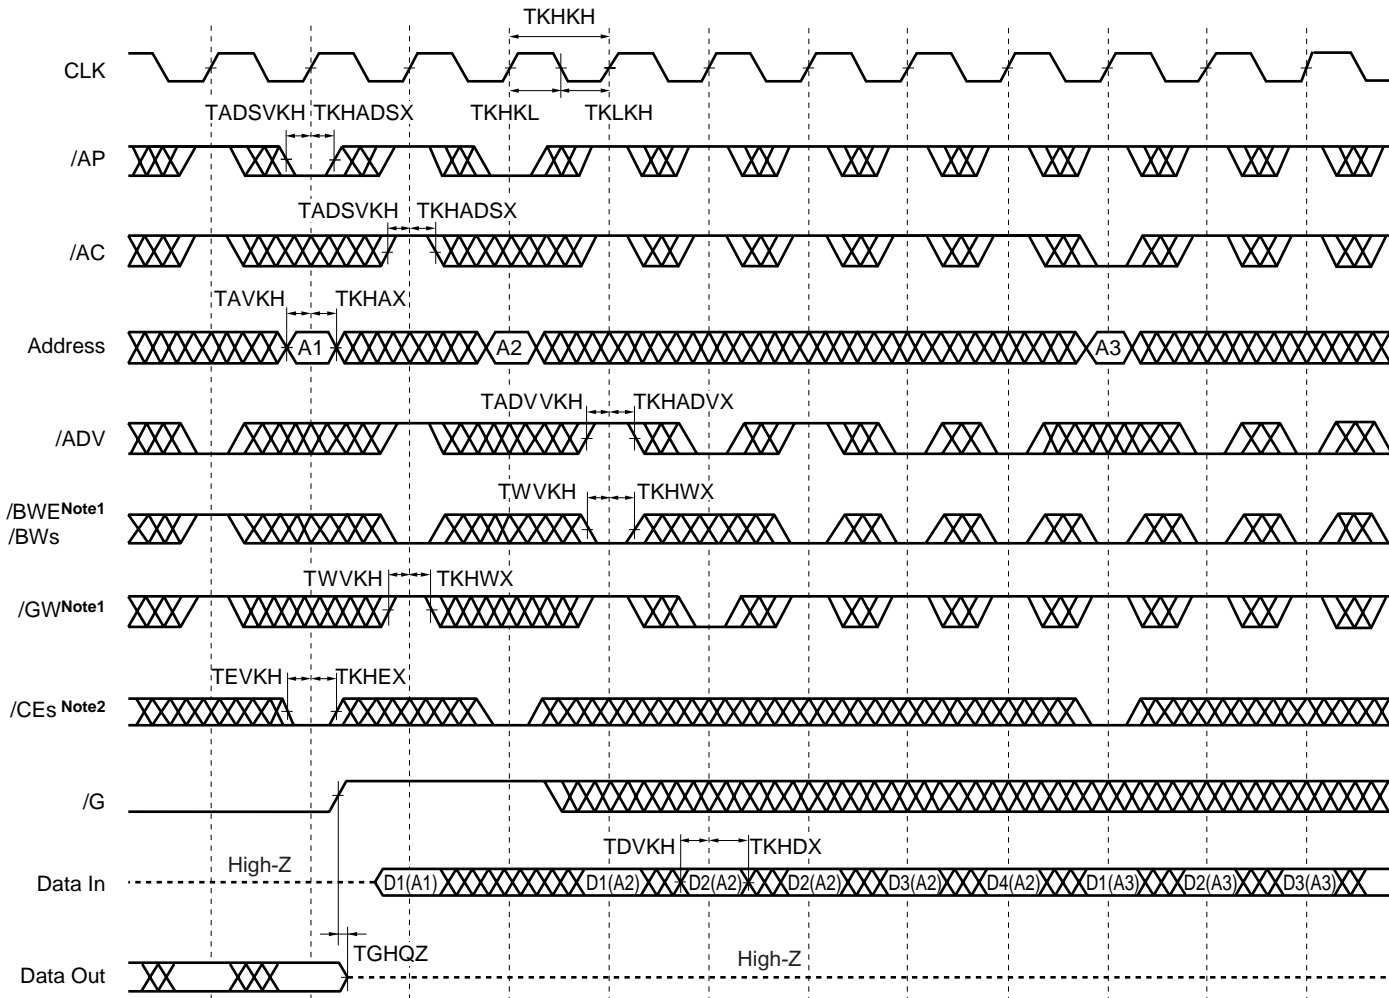 TKHKH
CLK
TADSVKH TKHADSX TKHKL TKLKH
/AP
TADSVKH TKHADSX
/AC
TAVKH TKHAX
Address A1 A2 A3
TADVVKH TKHADVX
/ADV
TWVKH TKHWX
/BWENote1
/BWs
TWVKH TKHWX
/GWNote1
TEVKH TKHEX
/CEs Note2
/G
TDVKH TKHDX
High-Z
Data In D1(A1) D1(A2) D2(A2) D2(A2) D3(A2) D4(A2) D1(A3) D2(A3) D3(A3)
TGHQZ
High-Z
Data Out